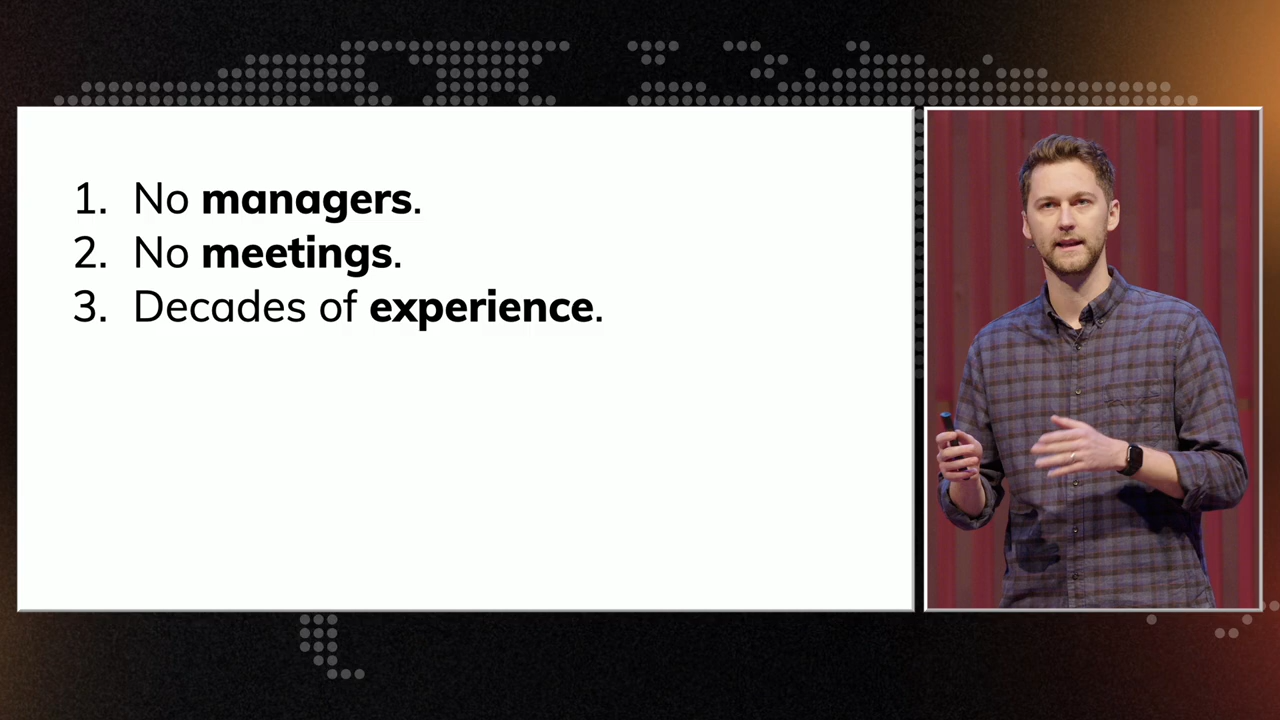 1. No managers.
2. No meetings.
3. Decades of experience.